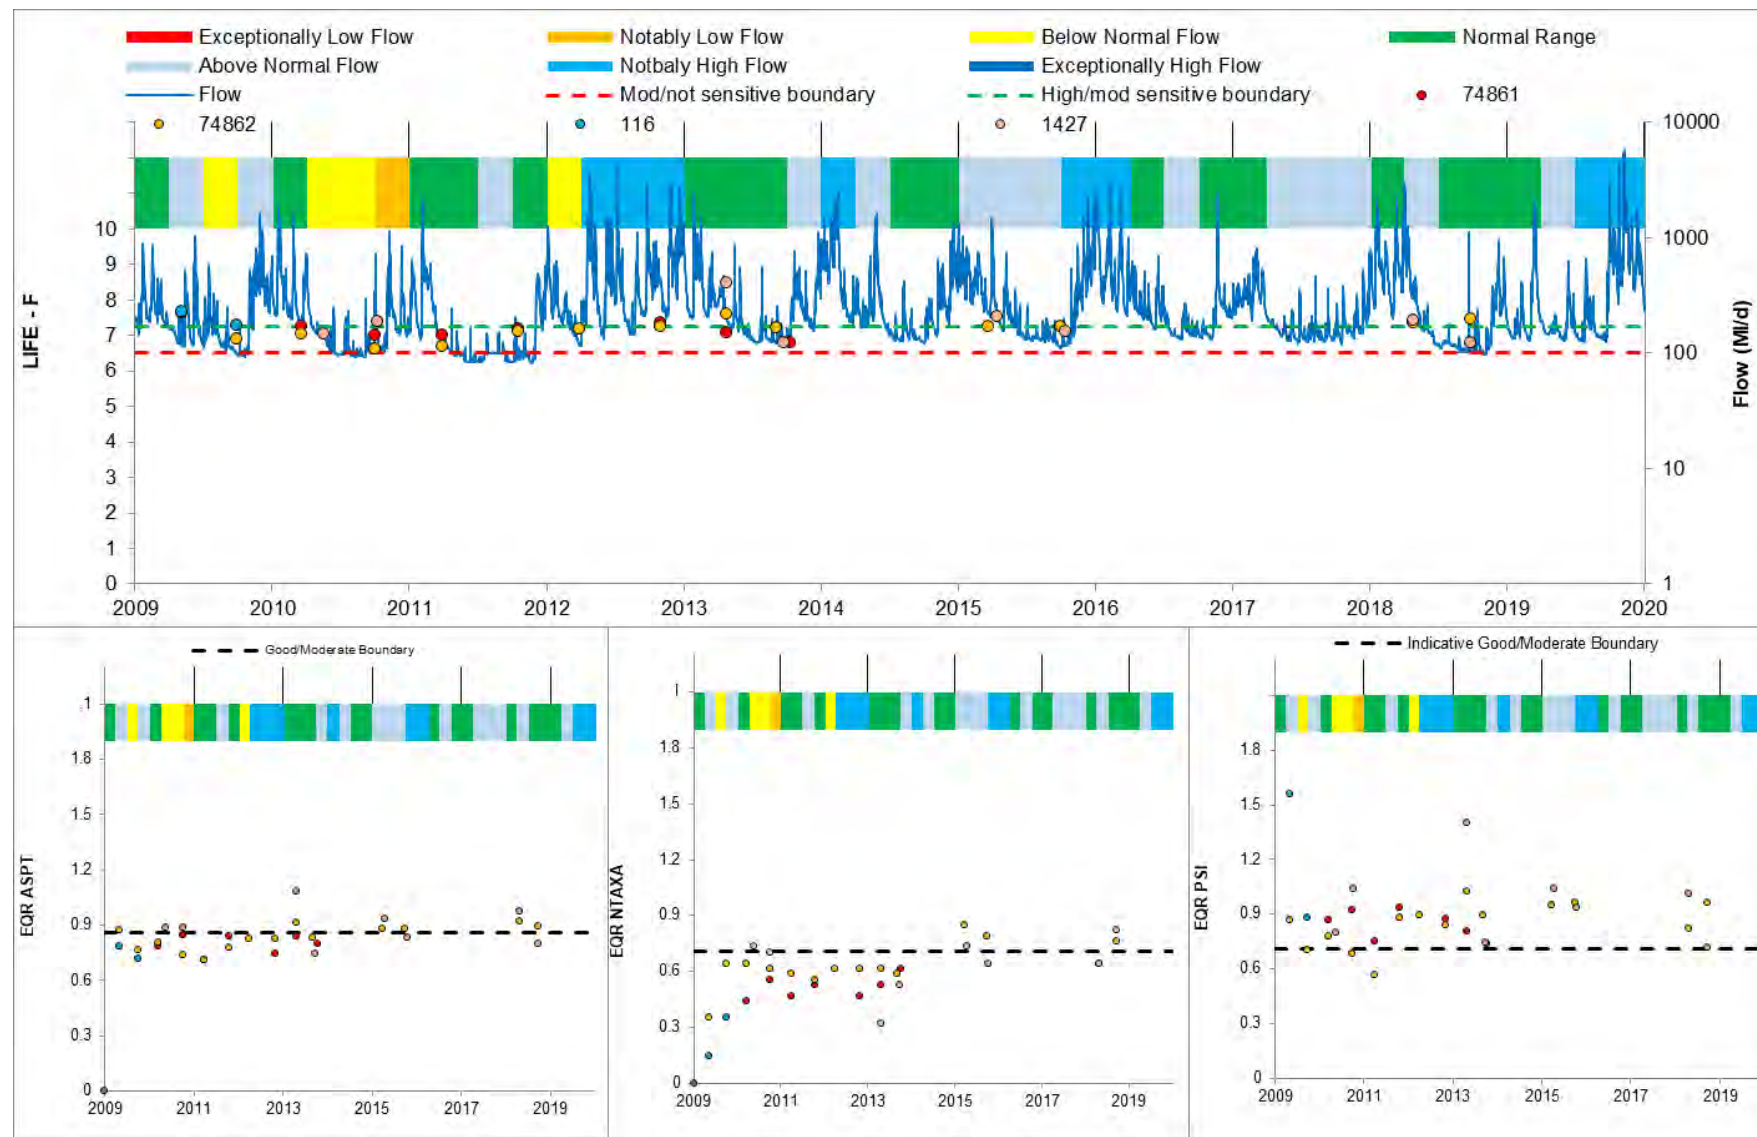 Exceptionally Low Flow Notably Low Flow Below Normal Flow Normal Range
Above Normal Flow Notbaly High Flow Exceptionally High Flow
Flow Mod/not sensitive boundary High/mod sensitive boundary 74861
74862 116 1427
10000
1000
100
10
1
Flow (Ml/d)
LIFE - F
10
9
8
7
6
5
4
3
2
1
0
2009 2010 2011 2012 2013 2014 2015 2016 2017 2018 2019 2020
Good/Moderate Boundary
EQR ASPT
1
1.8
1.5
1.2
0.9
0.6
0.3
0
2009 2011 2013 2015 2017 2019
EQR NTAXA
1
1.8
1.5
1.2
0.9
0.6
0.3
0
2009 2011 2013 2015 2017 2019
Indicative Good/Moderate Boundary
EQR PSI
1.8
1.5
1.2
0.9
0.6
0.3
0
2009 2011 2013 2015 2017 2019